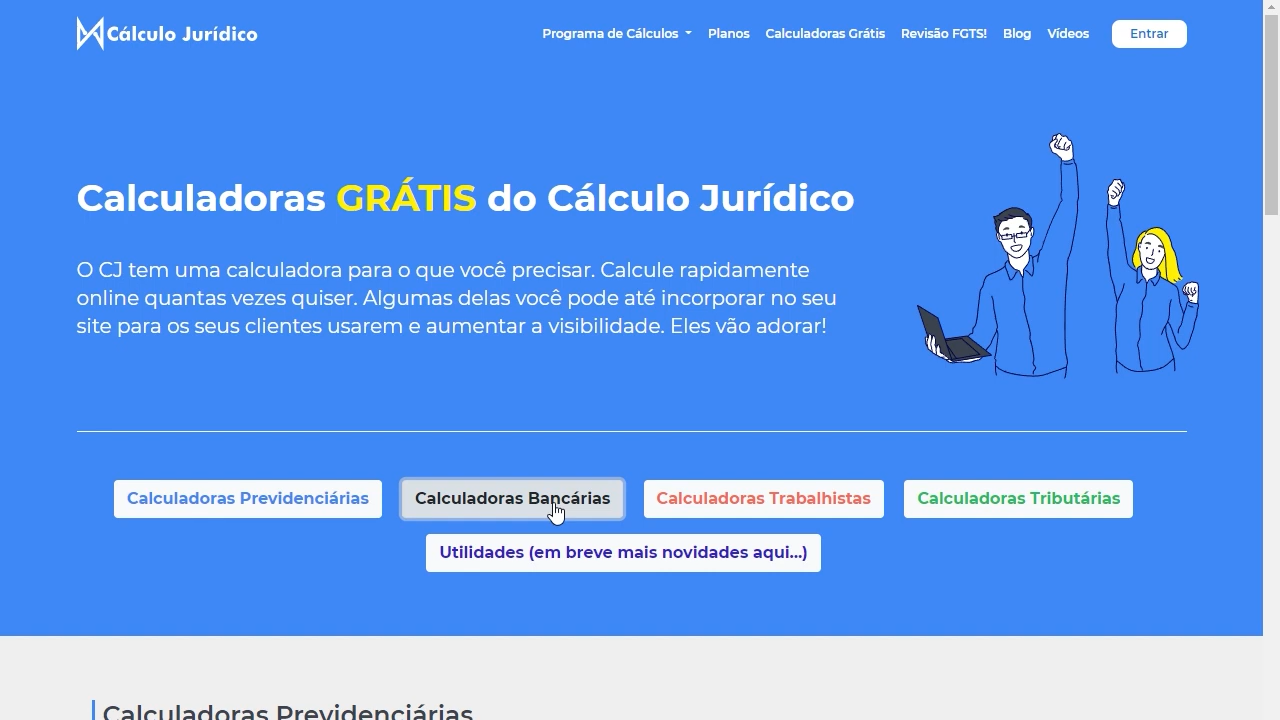 Cálculo Jurídico
Programa de Cálculos
Planos
Calculadoras Grátis
Revisão FGTS!
Blog
Vídeos
Entrar
Calculadoras GRÁTIS do Cálculo Jurídico
O CJ tem uma calculadora para o que você precisar. Calcule rapidamente
online quantas vezes quiser. Algumas delas você pode até incorporar no seu
site para os seus clientes usarem e aumentar a visibilidade. Eles vão adorar!
Calculadoras Previdenciárias
Calculadoras Bancárias
Calculadoras Trabalhistas
Calculadoras Tributárias
Utilidades (em breve mais novidades aqui...)
Calculadoras Previdenciárias